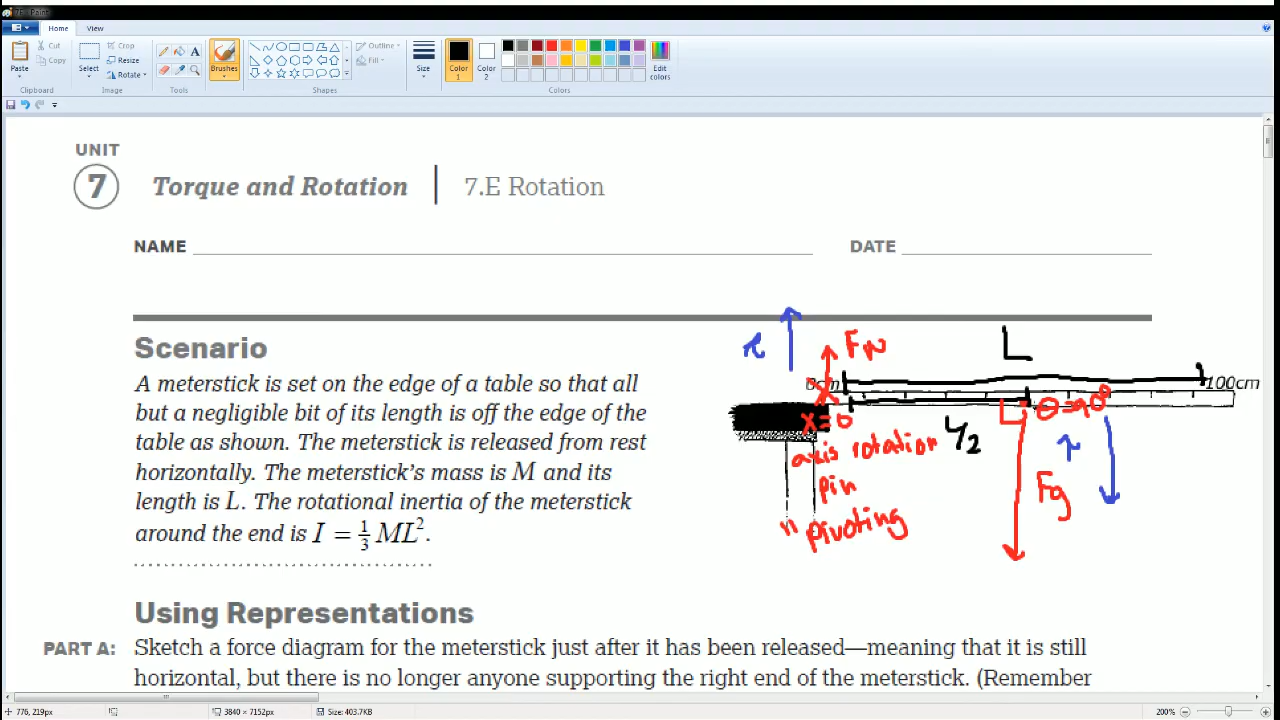 7E - Paint
Home View
Paste
Cut
Copy
Clipboard
Select
Crop
Resize
Rotate
Image
Tools
Brushes
Shapes
Outline
Fill
Size
Color 1
Color 2
Edit colors
Colors
UNIT
7
Torque and Rotation | 7.E Rotation
NAME
DATE
Scenario
A meterstick is set on the edge of a table so that all
but a negligible bit of its length is off the edge of the
table as shown. The meterstick is released from rest
horizontally. The meterstick's mass is M and its
length is L. The rotational inertia of the meterstick
around the end is I = 1/3 ML².
FN
L
0cm
100cm
x=0
θ=90°
L/2
axis rotation
pin
Fg
pivoting
Using Representations
PART A: Sketch a force diagram for the meterstick just after it has been released—meaning that it is still
horizontal, but there is no longer anyone supporting the right end of the meterstick. (Remember
776, 219px
3840 × 7152px
Size: 403.7KB
200%